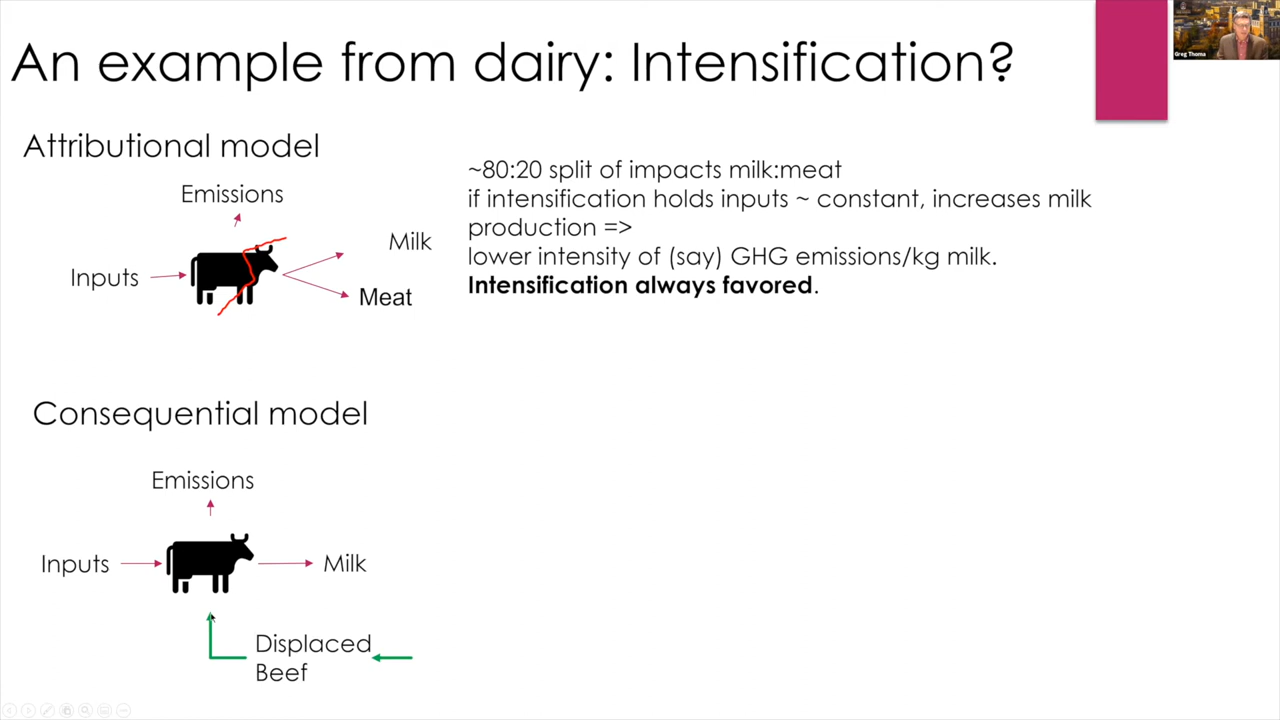 An example from dairy: Intensification?
Greg Thoma
Attributional model
Emissions
Inputs
Milk
Meat
~80:20 split of impacts milk:meat
if intensification holds inputs ~ constant, increases milk
production =>
lower intensity of (say) GHG emissions/kg milk.
Intensification always favored.
Consequential model
Emissions
Inputs
Milk
Displaced
Beef